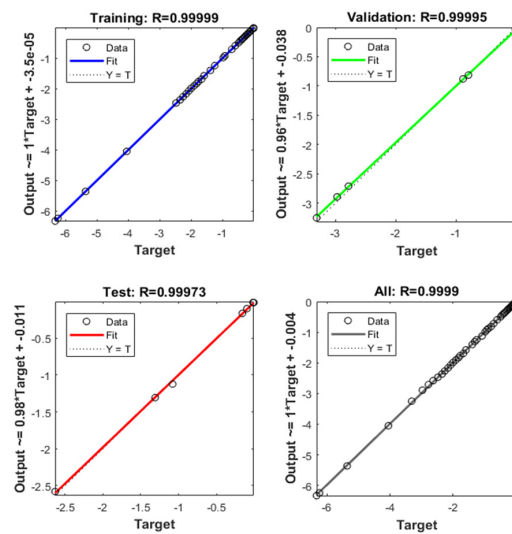 Training: R=0.99999
Output ~= 1*Target + -3.5e-05
Data
Fit
Y = T
0
-1
-2
-3
-4
-5
-6
-6 -5 -4 -3 -2 -1 0
Target
Validation: R=0.99995
Output ~= 0.96*Target + -0.038
Data
Fit
Y = T
0
-0.5
-1
-1.5
-2
-2.5
-3
-3 -2 -1
Target
Test: R=0.99973
Output ~= 0.98*Target + -0.011
Data
Fit
Y = T
-0.5
-1
-1.5
-2
-2.5
-2.5 -2 -1.5 -1 -0.5
Target
All: R=0.9999
Output ~= 1*Target + -0.004
Data
Fit
Y = T
0
-1
-2
-3
-4
-5
-6
-6 -4 -2
Target